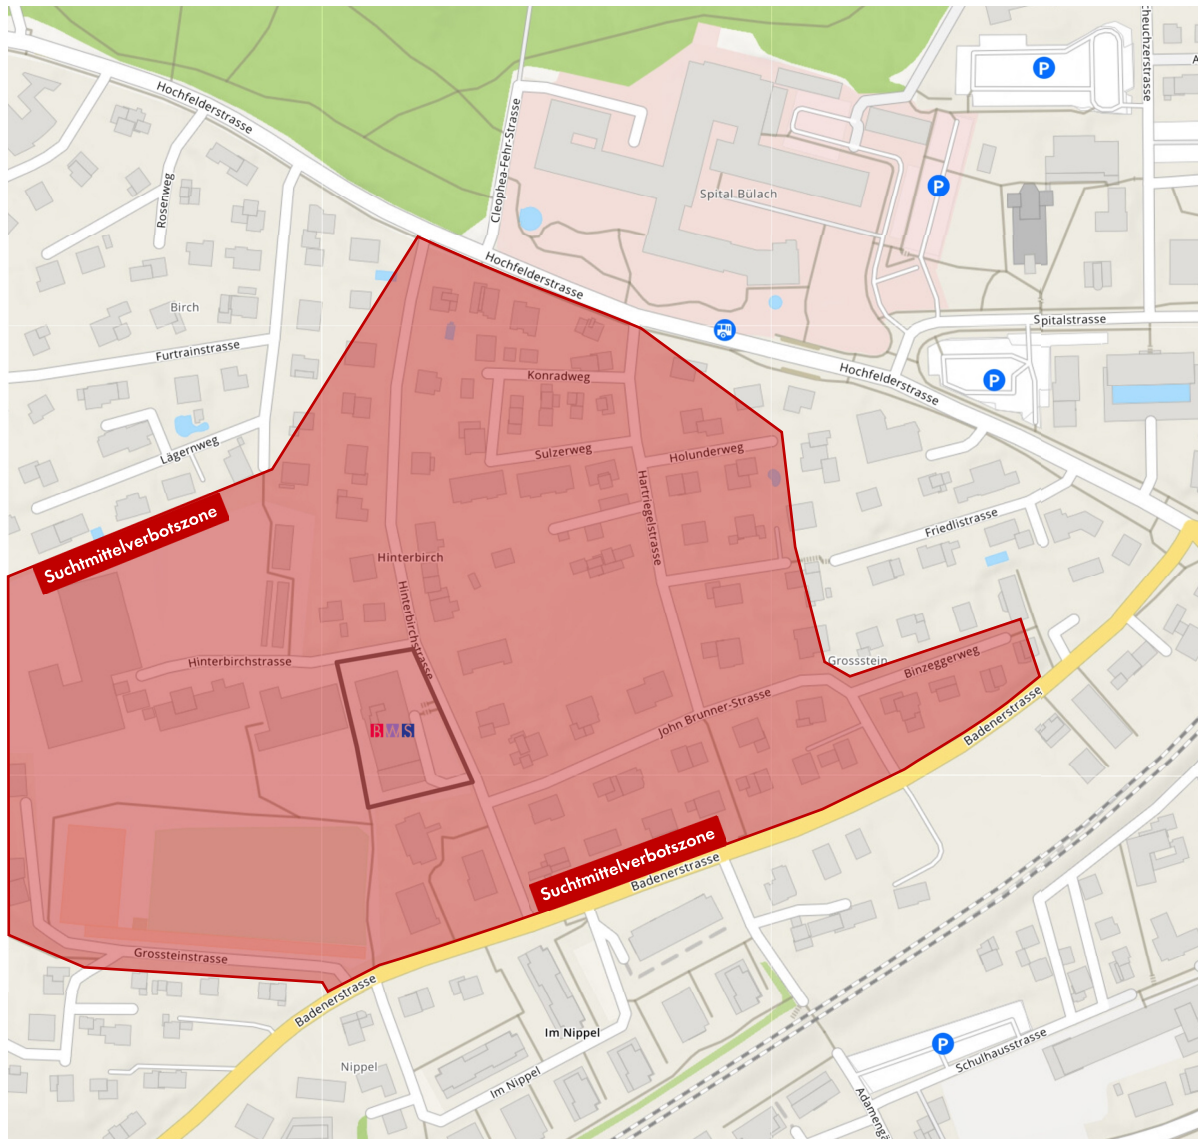 Hochfelderstrasse
Rosenweg
Cleophea-Fehr-Strasse
Spital Bülach
P
cheuchzerstrasse
A
P
Birch
Furtrainstrasse
Hochfelderstrasse
Spitalstrasse
P
Hochfelderstrasse
Konradweg
Lägernweg
Sulzerweg
Holunderweg
Hartriegelstrasse
Friedlistrasse
Suchtmittelverbotszone
Hinterbirch
Hinterbirchstrasse
Hinterbirchstrasse
Grossstein
Binzeggerweg
BWS
John Brunner-Strasse
Badenerstrasse
Suchtmittelverbotszone
Badenerstrasse
Grossteinstrasse
Badenerstrasse
Im Nippel
Nippel
Im Nippel
P
Schulhausstrasse
Adamengä